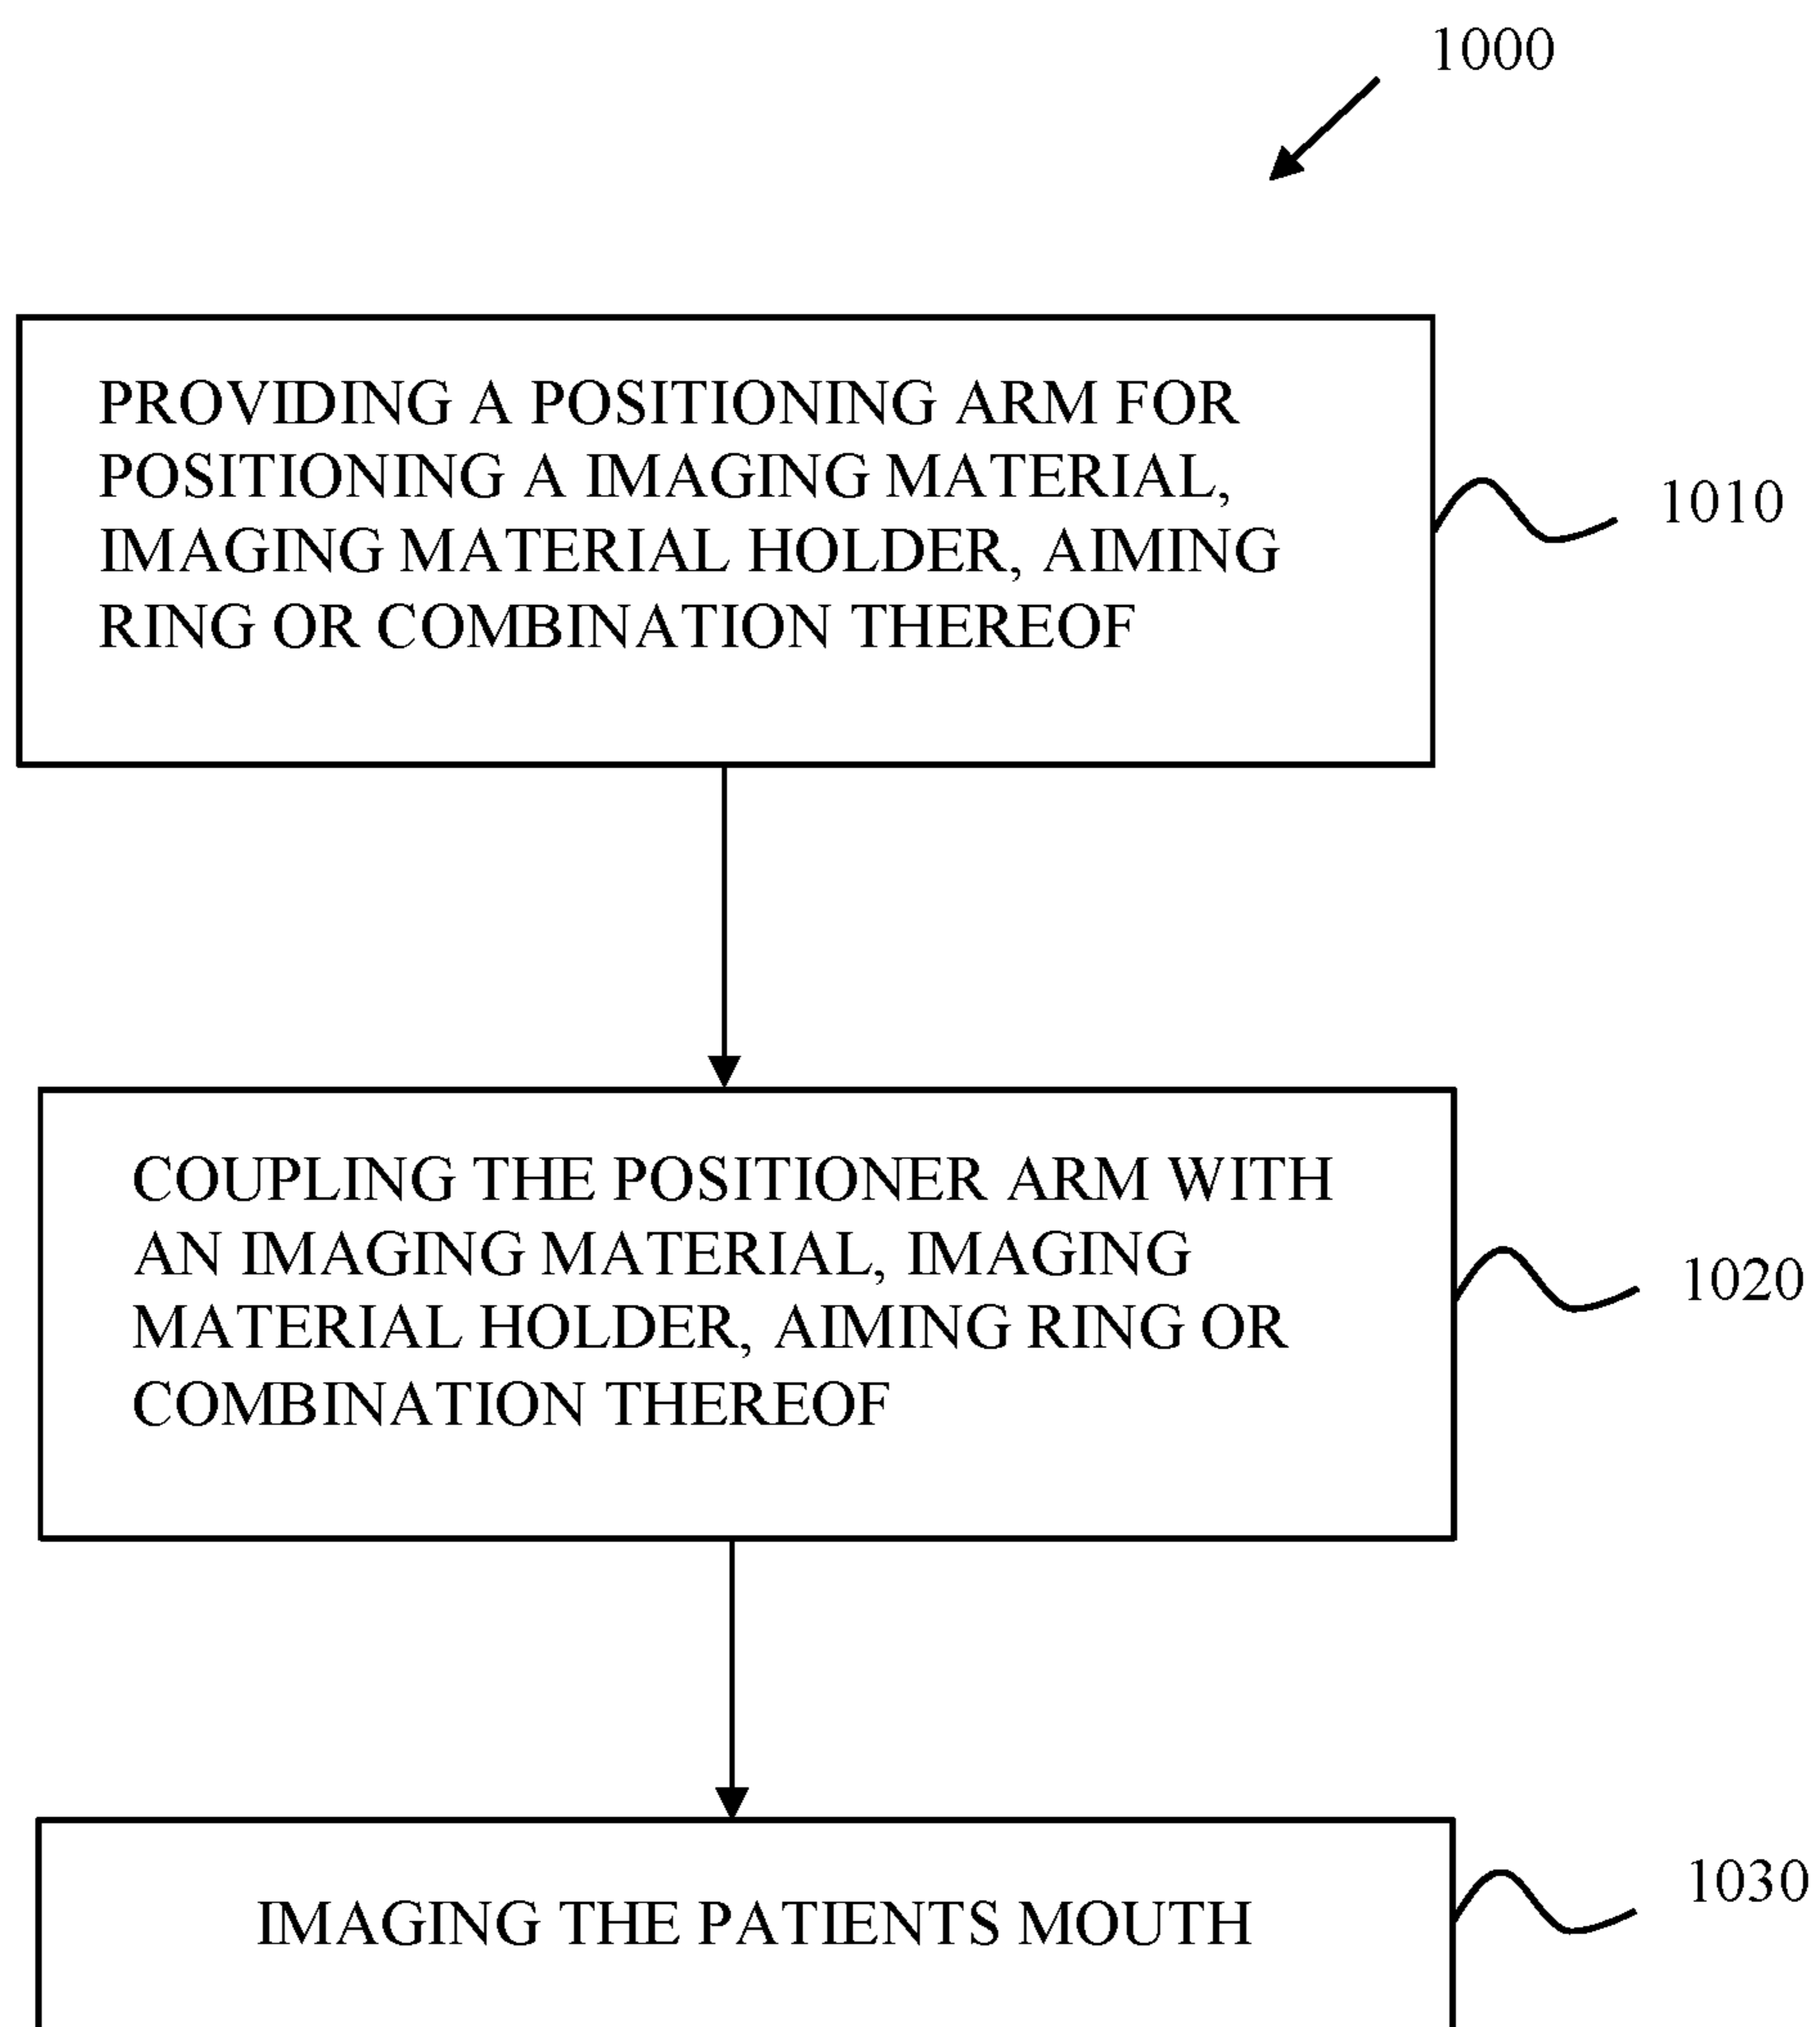 1000
PROVIDING A POSITIONING ARM FOR
POSITIONING A IMAGING MATERIAL,
IMAGING MATERIAL HOLDER, AIMING
RING OR COMBINATION THEREOF
1010
COUPLING THE POSITIONER ARM WITH
AN IMAGING MATERIAL, IMAGING
MATERIAL HOLDER, AIMING RING OR
COMBINATION THEREOF
1020
IMAGING THE PATIENTS MOUTH
1030